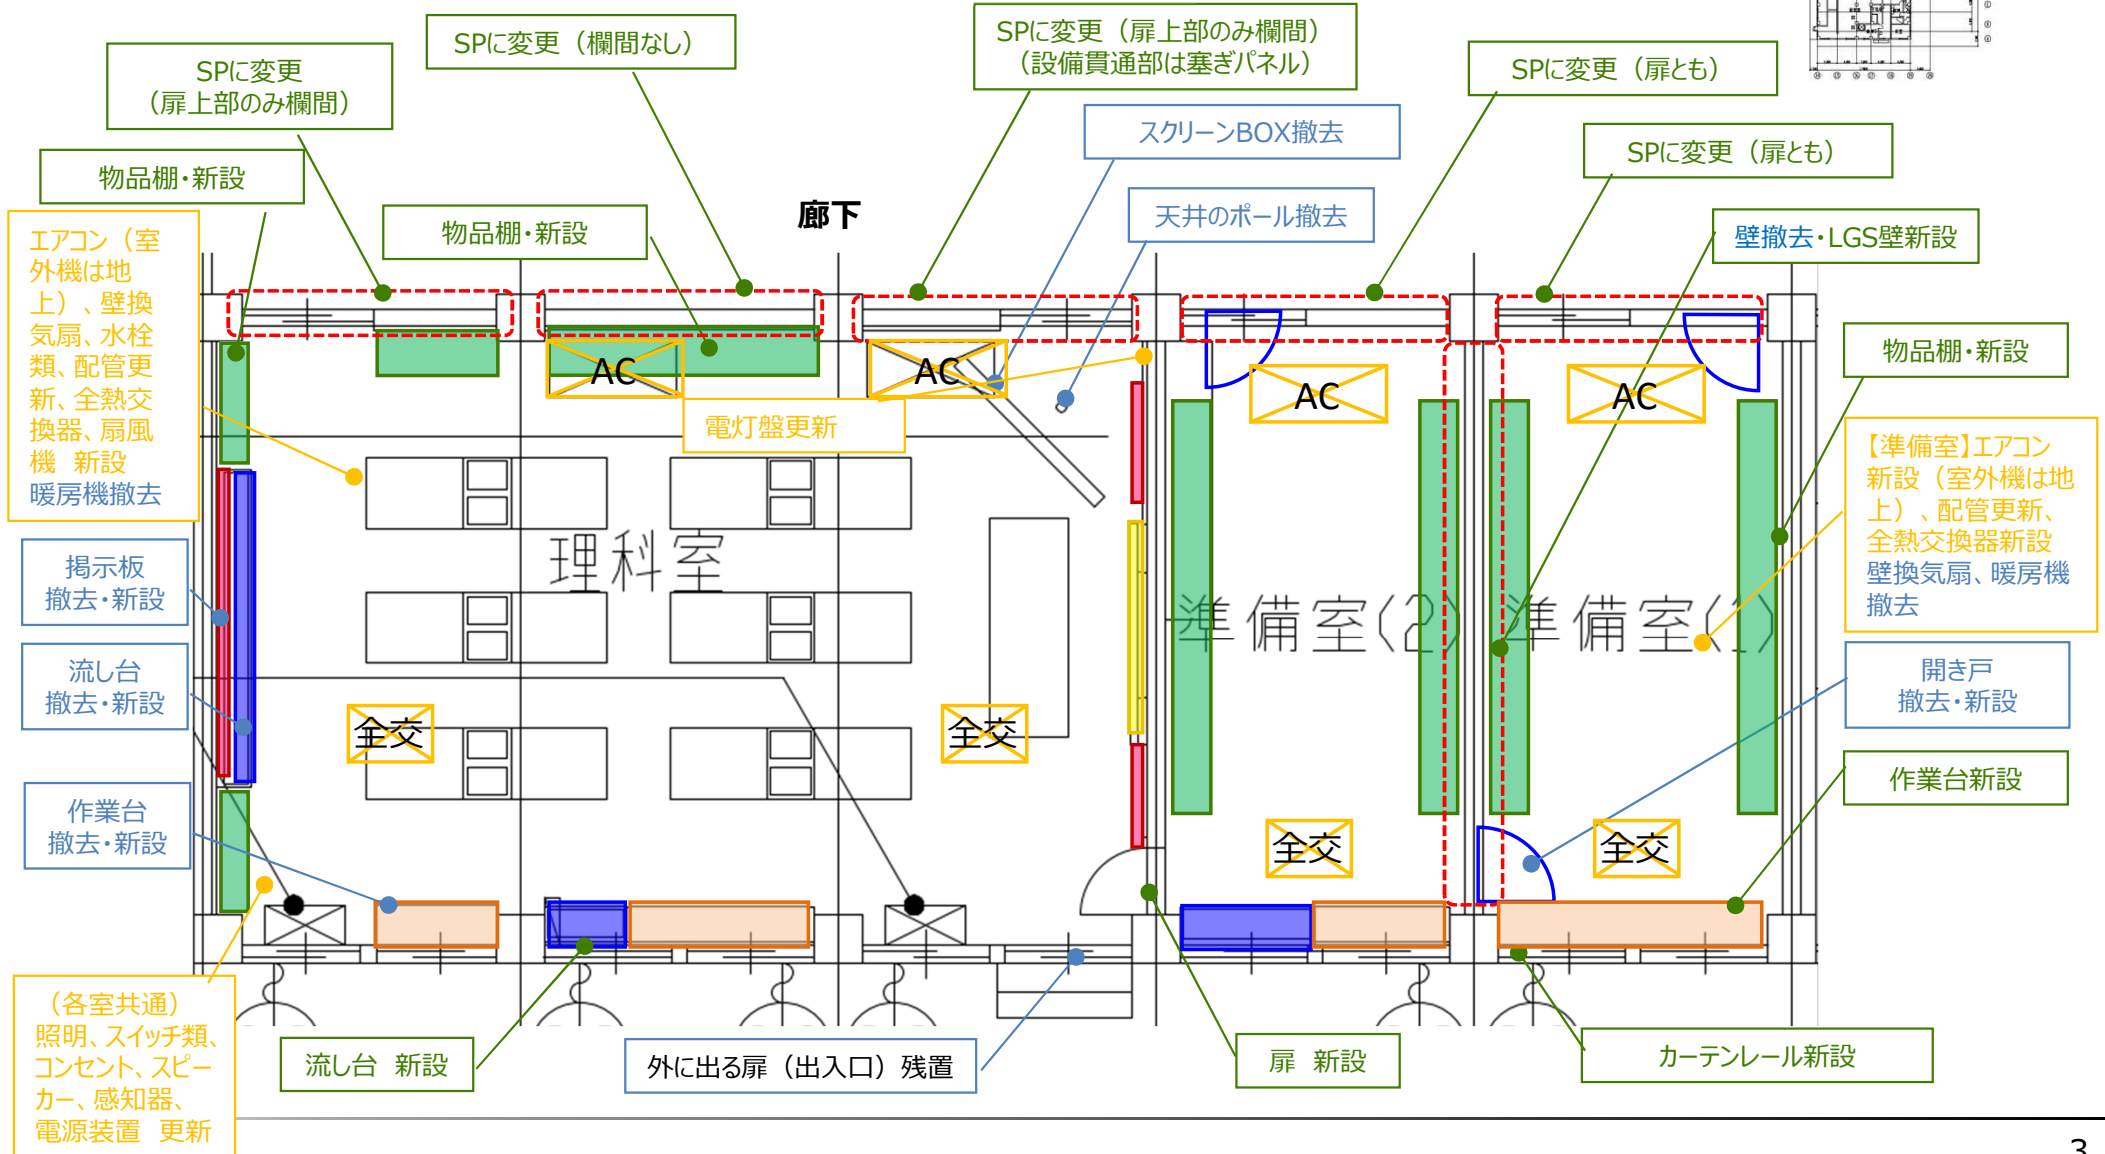 SPに変更（欄間なし）
SPに変更（扉上部のみ欄間）
（設備貫通部は塞ぎパネル）
SPに変更
（扉上部のみ欄間）
SPに変更（扉とも）
スクリーンBOX撤去
SPに変更（扉とも）
物品棚・新設
物品棚・新設
廊下
天井のポール撤去
壁撤去・LGS壁新設
エアコン（室
外機は地
上）、壁換
気扇、水栓
類、配管更
新、全熱交
換器、扇風
機　新設
暖房機撤去
物品棚・新設
AC
AC
AC
AC
電灯盤更新
【準備室】エアコン
新設（室外機は地
上）、配管更新、
全熱交換器新設
壁換気扇、暖房機
撤去
理科室
準備室(2)
準備室(1)
掲示板
撤去・新設
流し台
撤去・新設
開き戸
撤去・新設
全交
全交
作業台新設
作業台
撤去・新設
全交
全交
（各室共通）
照明、スイッチ類、
コンセント、スピー
カー、感知器、
電源装置　更新
流し台　新設
外に出る扉（出入口）残置
扉　新設
カーテンレール新設
3